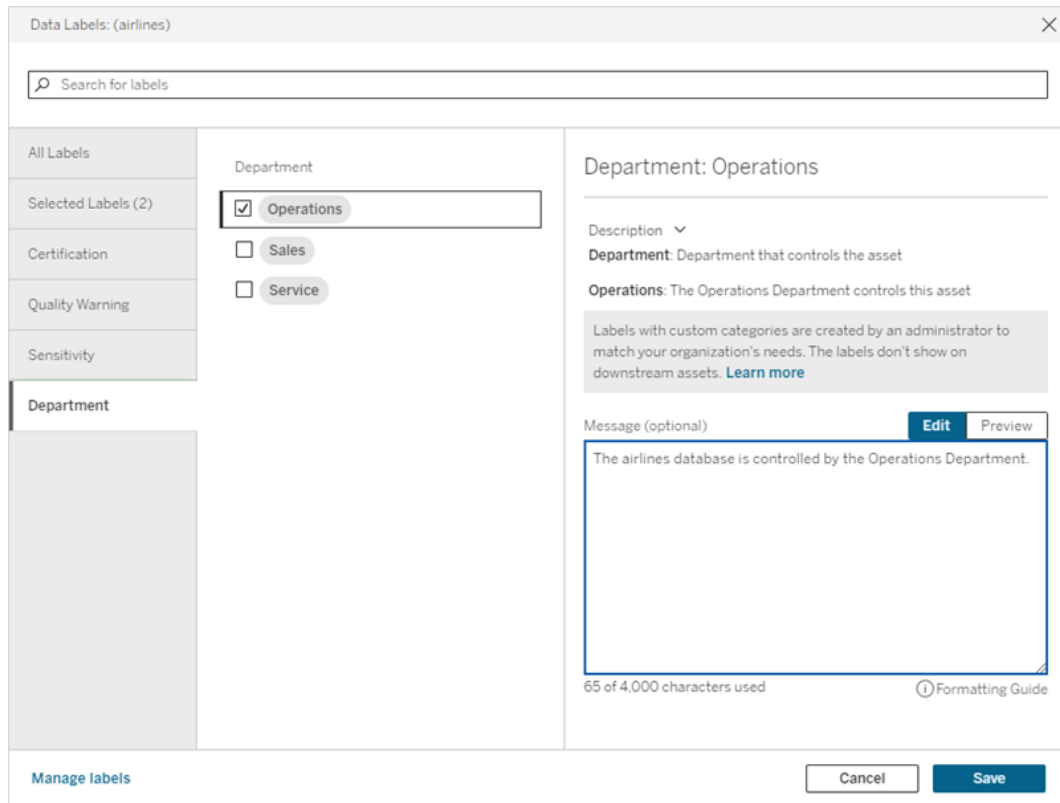 Data Labels: (airlines)
Search for labels
All Labels
Selected Labels (2)
Certification
Quality Warning
Sensitivity
Department
Department
Operations
Sales
Service
Department: Operations
Description
Department: Department that controls the asset
Operations: The Operations Department controls this asset
Labels with custom categories are created by an administrator to
match your organization's needs. The labels don't show on
downstream assets. Learn more
Message (optional)
Edit
Preview
The airlines database is controlled by the Operations Department.
65 of 4,000 characters used
Formatting Guide
Manage labels
Cancel
Save